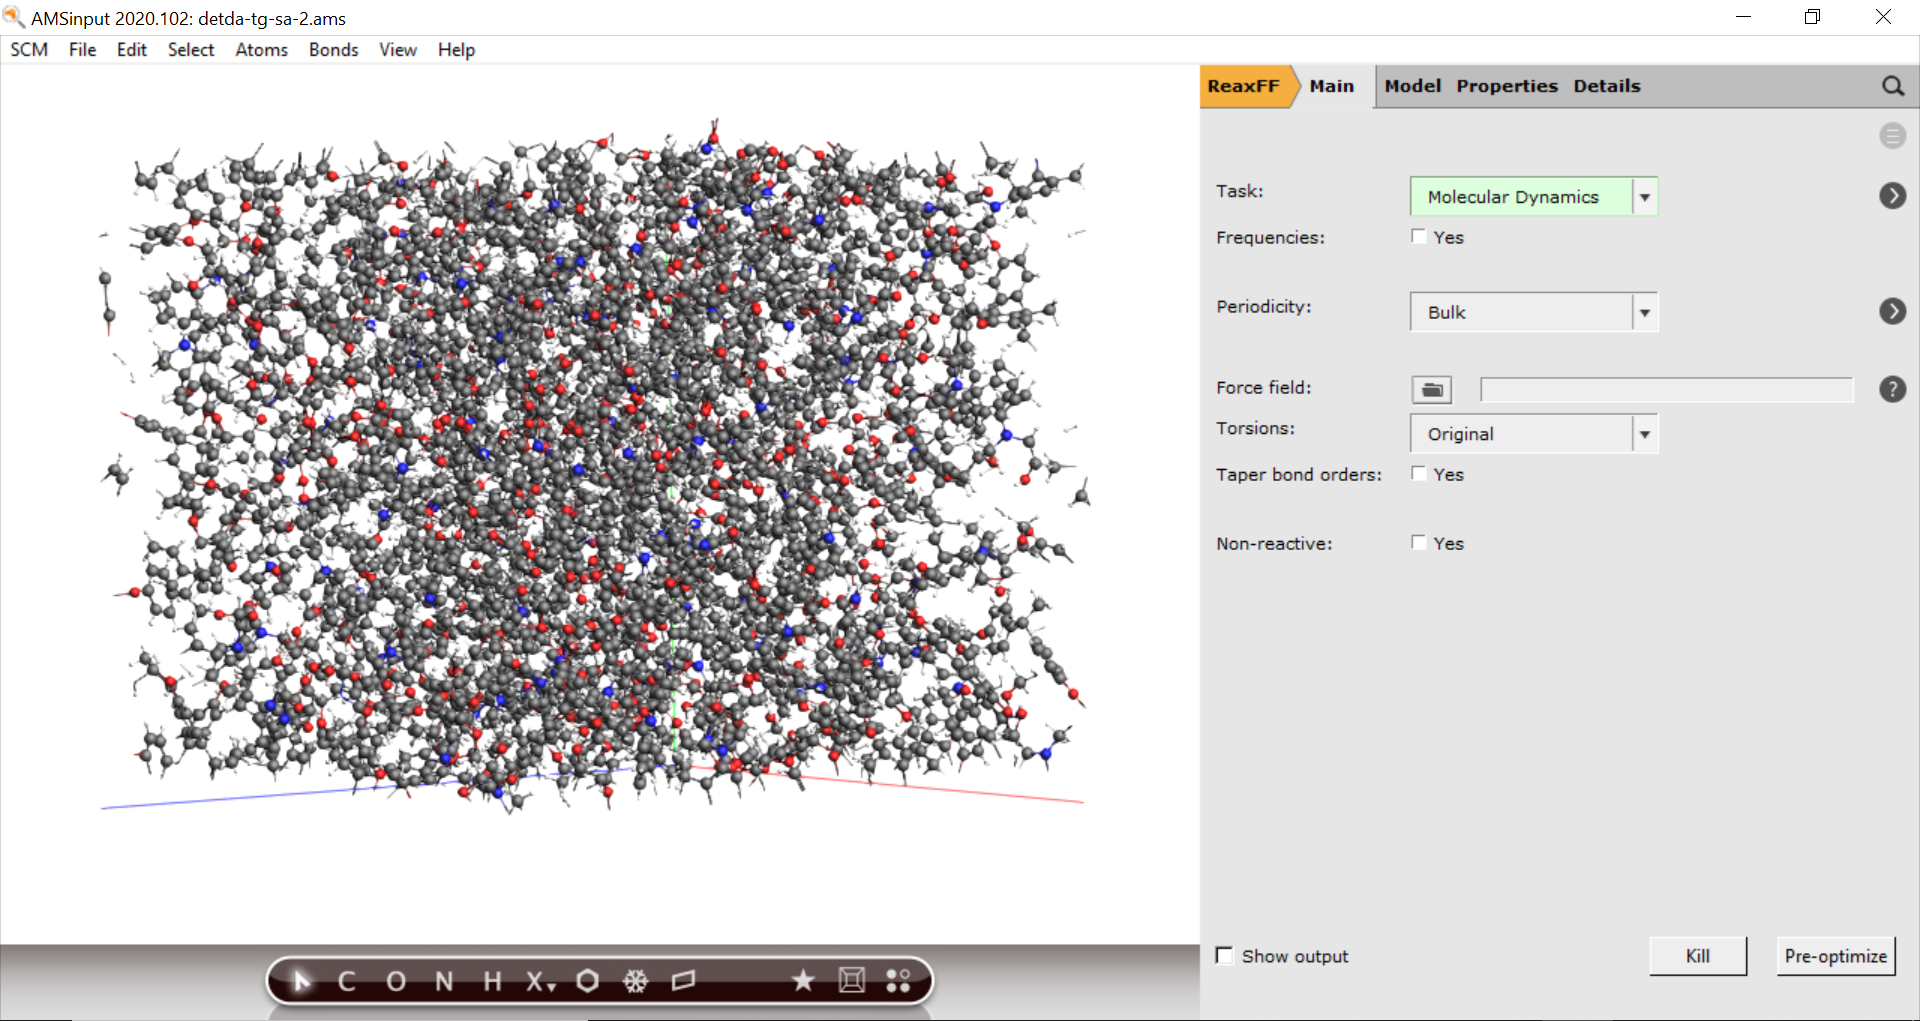 AMSinput 2020.102: detda-tg-sa-2.ams
SCM File Edit Select Atoms Bonds View Help
ReaxFF Main Model Properties Details
Task: Molecular Dynamics
Frequencies: Yes
Periodicity: Bulk
Force field: ?
Torsions: Original
Taper bond orders: Yes
Non-reactive: Yes
Show output Kill Pre-optimize
C O N H X